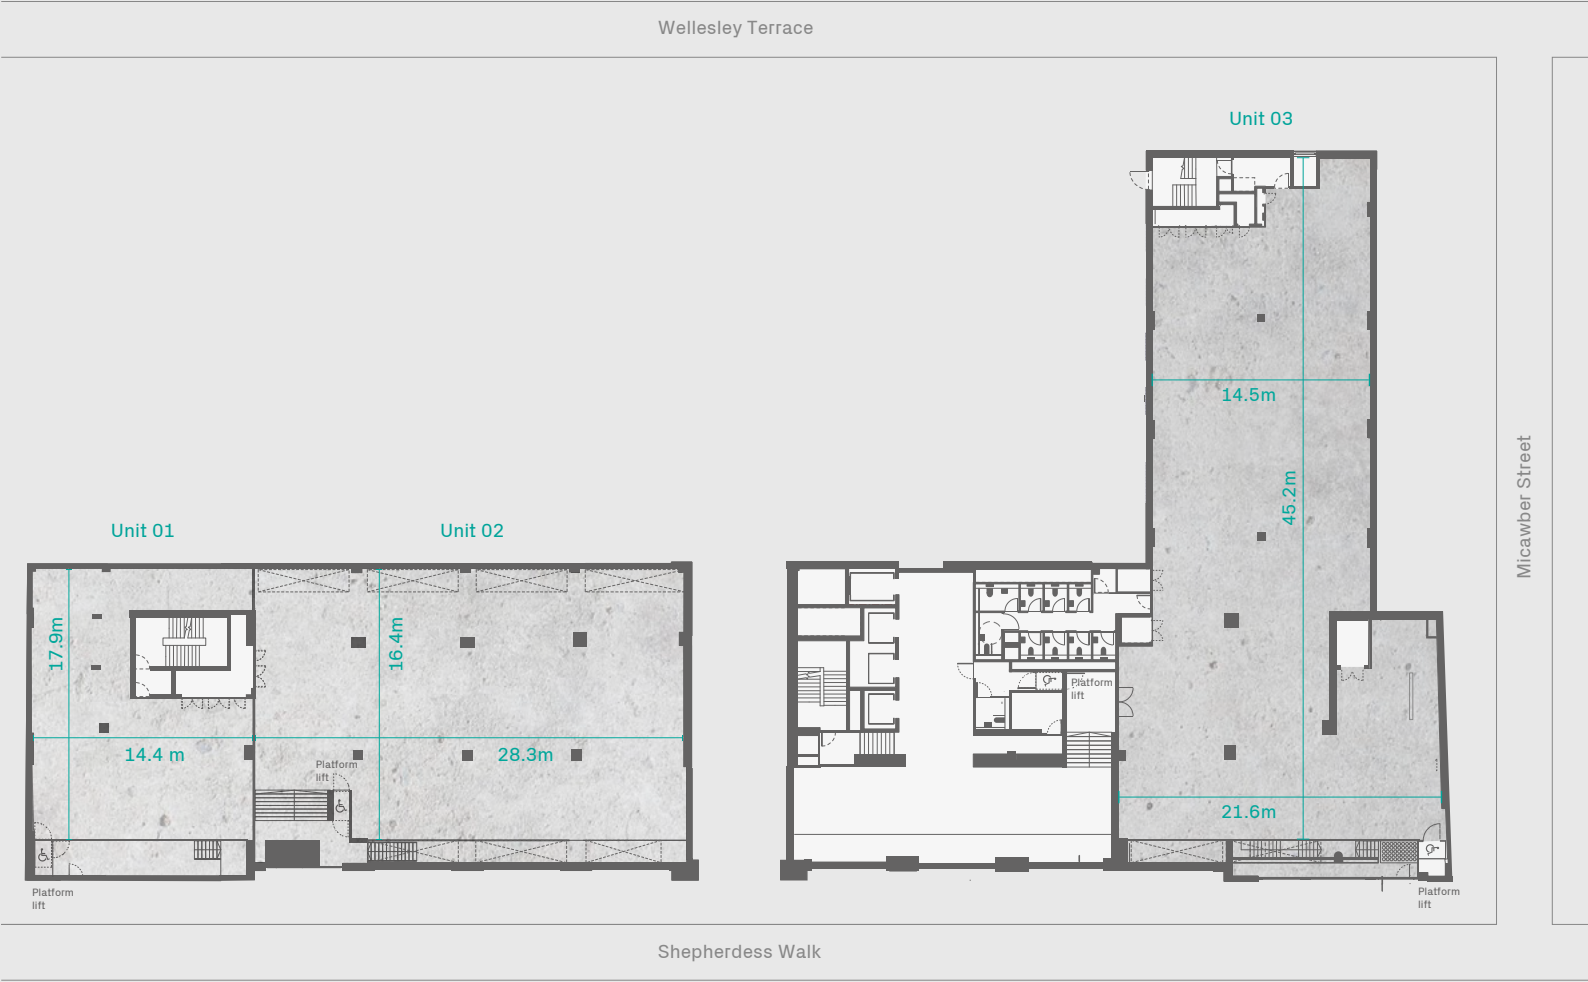 Wellesley Terrace
Unit 03
14.5m
45.2m
Micawber Street
Unit 01
Unit 02
17.9m
16.4m
14.4 m
28.3m
Platform
lift
Platform
lift
21.6m
Platform
lift
Platform
lift
Shepherdess Walk